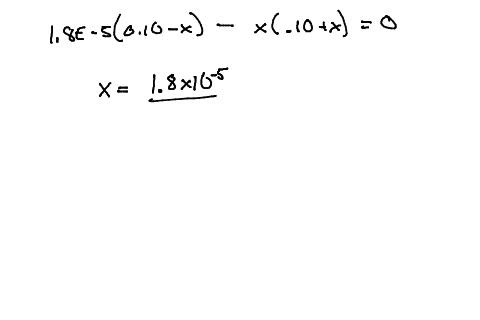 1.8E-5(0.10-x) - x(.10+x) = 0
x = 1.8x10-5